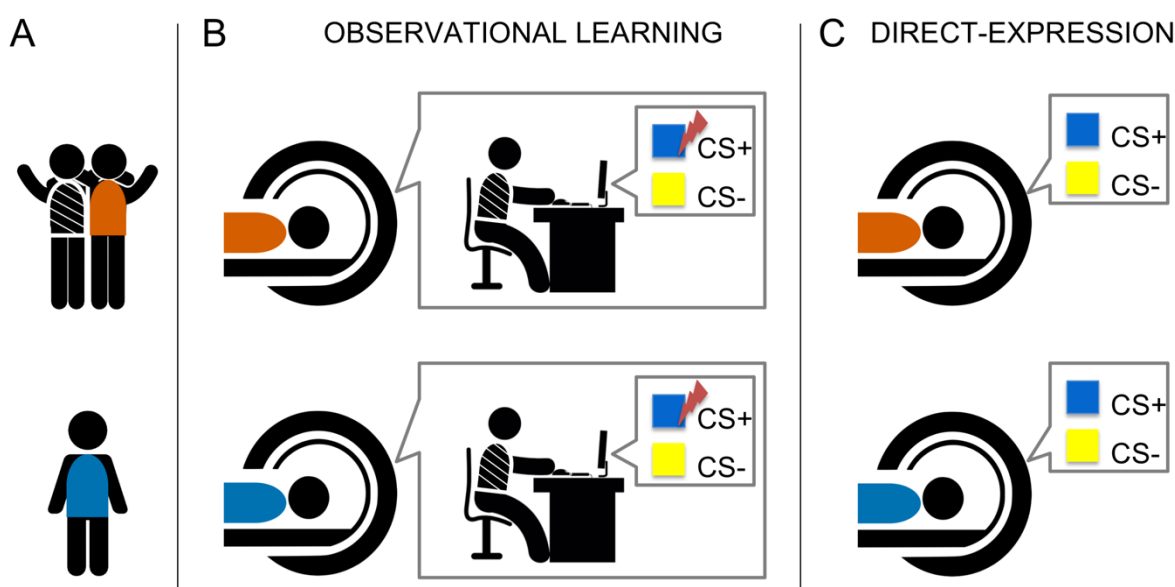 A
B OBSERVATIONAL LEARNING
C DIRECT-EXPRESSION
CS+
CS-
CS+
CS-
CS+
CS-
CS+
CS-